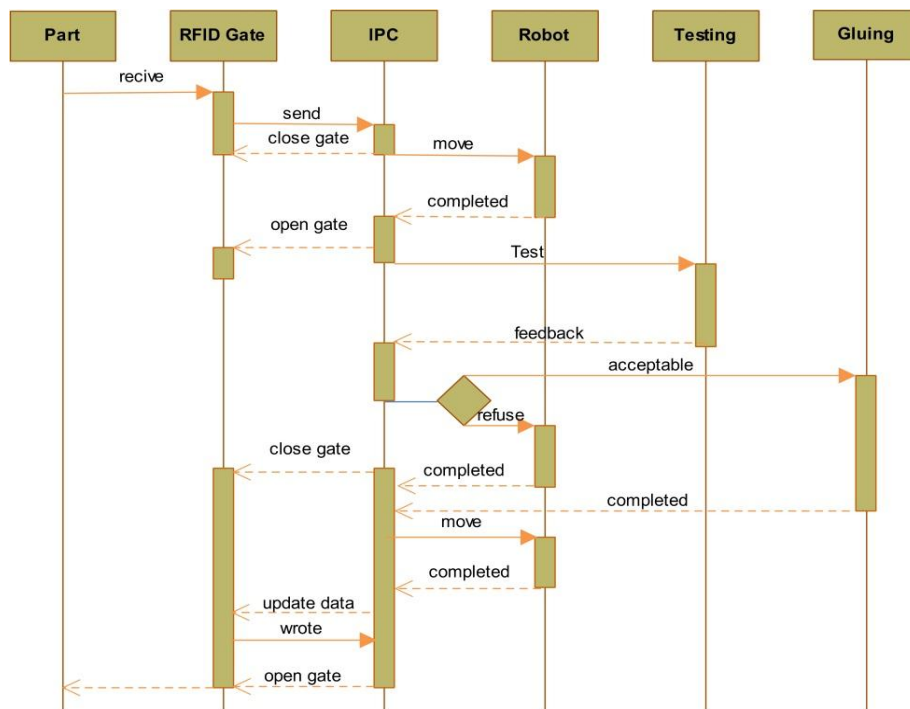 Part
RFID Gate
IPC
Robot
Testing
Gluing
recive
send
close gate
move
completed
open gate
Test
feedback
acceptable
refuse
close gate
completed
completed
move
completed
update data
wrote
open gate